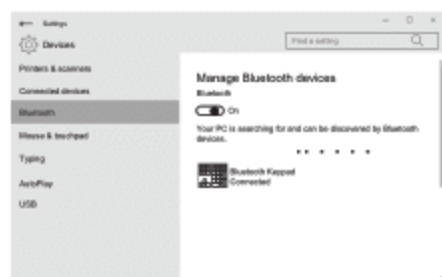 Settings
Devices
Find a setting
Printers & scanners
Connected devices
Bluetooth
Mouse & touchpad
Typing
AutoPlay
USB
Manage Bluetooth devices
Bluetooth
On
Your PC is searching for and can be discovered by Bluetooth
devices.
Bluetooth Keypad
Connected